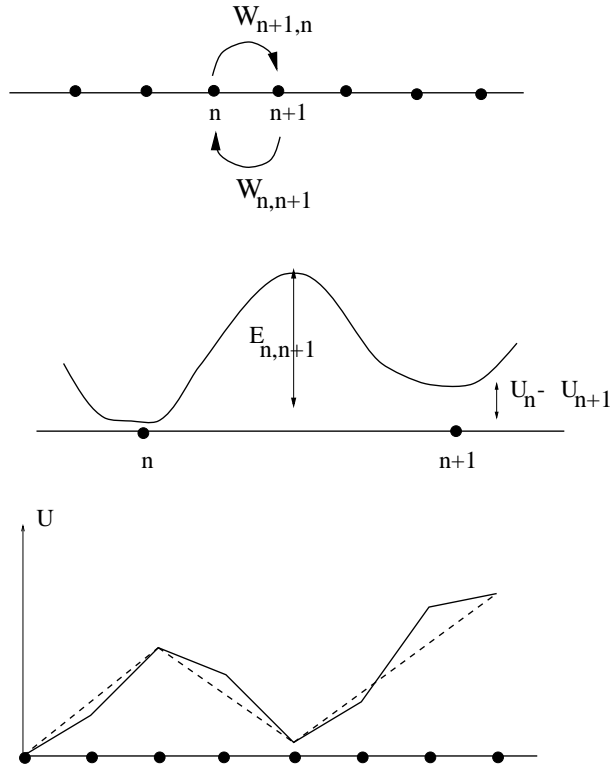 W_{n+1,n}
n n+1
W_{n,n+1}
E_{n,n+1}
U_n - U_{n+1}
n n+1
U